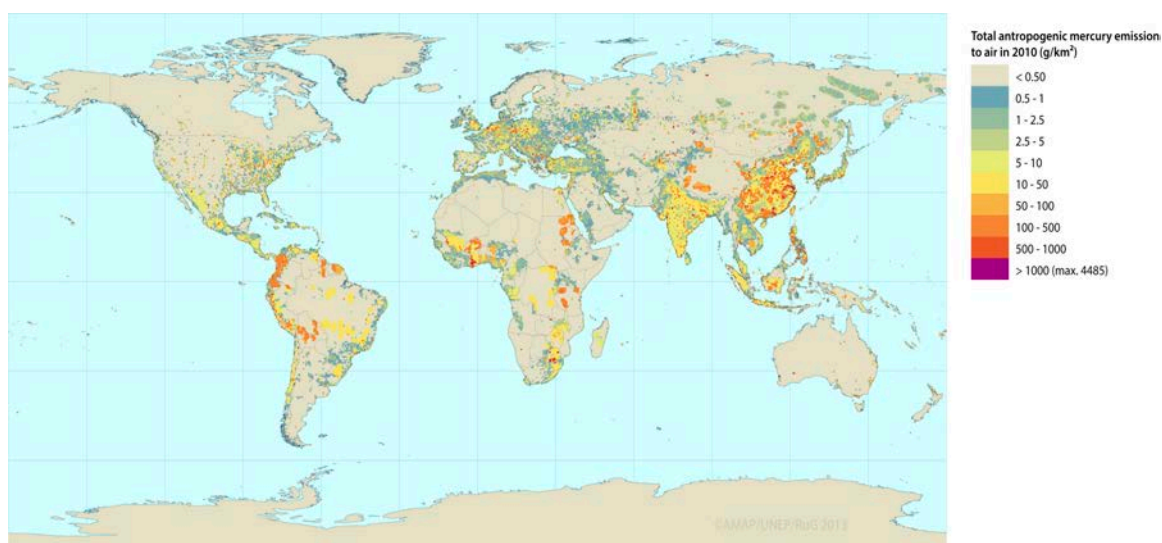 Total antropogenic mercury emission
to air in 2010 (g/km²)
< 0.50
0.5 - 1
1 - 2.5
2.5 - 5
5 - 10
10 - 50
50 - 100
100 - 500
500 - 1000
> 1000 (max. 4485)
©AMAP/UNEP/RUG 2013